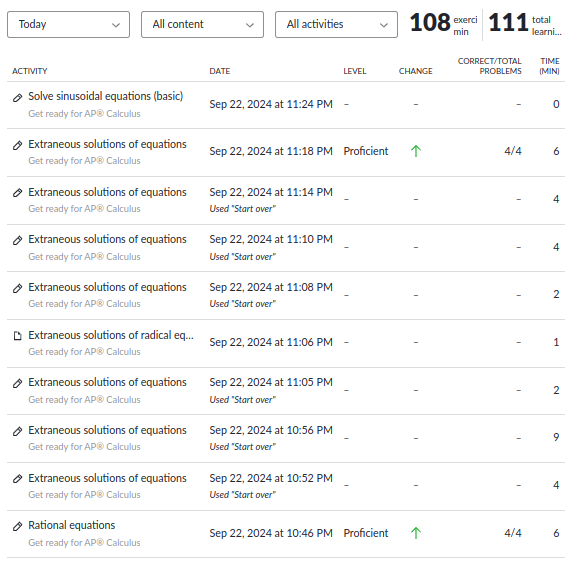 Today All content All activities 108 exerci min 111 total learni...
ACTIVITY DATE LEVEL CHANGE CORRECT/TOTAL PROBLEMS TIME (MIN)
Solve sinusoidal equations (basic)
Get ready for AP® Calculus
Sep 22, 2024 at 11:24 PM – – – 0
Extraneous solutions of equations
Get ready for AP® Calculus
Sep 22, 2024 at 11:18 PM Proficient ↑ 4/4 6
Extraneous solutions of equations
Get ready for AP® Calculus
Sep 22, 2024 at 11:14 PM
Used "Start over"
– – – 4
Extraneous solutions of equations
Get ready for AP® Calculus
Sep 22, 2024 at 11:10 PM
Used "Start over"
– – – 4
Extraneous solutions of equations
Get ready for AP® Calculus
Sep 22, 2024 at 11:08 PM
Used "Start over"
– – – 2
Extraneous solutions of radical eq...
Get ready for AP® Calculus
Sep 22, 2024 at 11:06 PM – – – 1
Extraneous solutions of equations
Get ready for AP® Calculus
Sep 22, 2024 at 11:05 PM
Used "Start over"
– – – 2
Extraneous solutions of equations
Get ready for AP® Calculus
Sep 22, 2024 at 10:56 PM
Used "Start over"
– – – 9
Extraneous solutions of equations
Get ready for AP® Calculus
Sep 22, 2024 at 10:52 PM
Used "Start over"
– – – 4
Rational equations
Get ready for AP® Calculus
Sep 22, 2024 at 10:46 PM Proficient ↑ 4/4 6